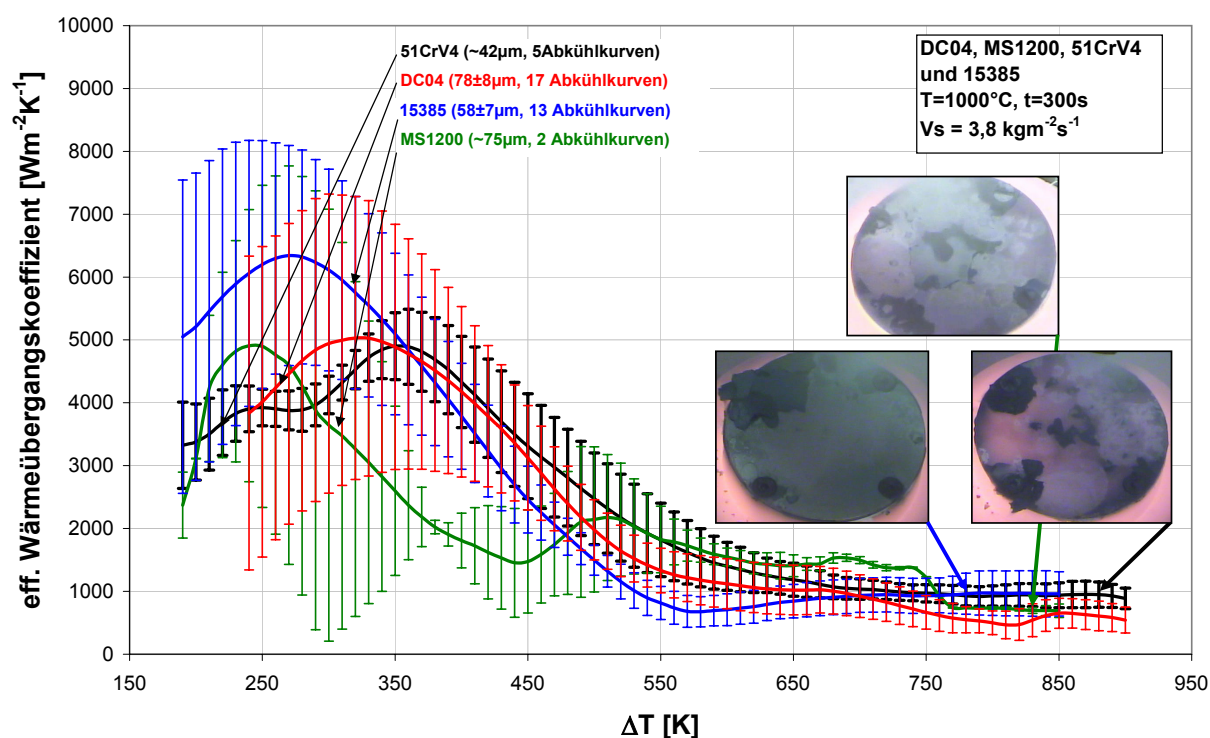 eff. Wärmeübergangskoeffizient [Wm⁻²K⁻¹]
10000
9000
8000
7000
6000
5000
4000
3000
2000
1000
0
51CrV4 (~42µm, 5Abkühlkurven)
DC04 (78±8µm, 17 Abkühlkurven)
15385 (58±7µm, 13 Abkühlkurven)
MS1200 (~75µm, 2 Abkühlkurven)
DC04, MS1200, 51CrV4
und 15385
T=1000°C, t=300s
Vs = 3,8 kgm⁻²s⁻¹
150 250 350 450 550 650 750 850 950
ΔT [K]